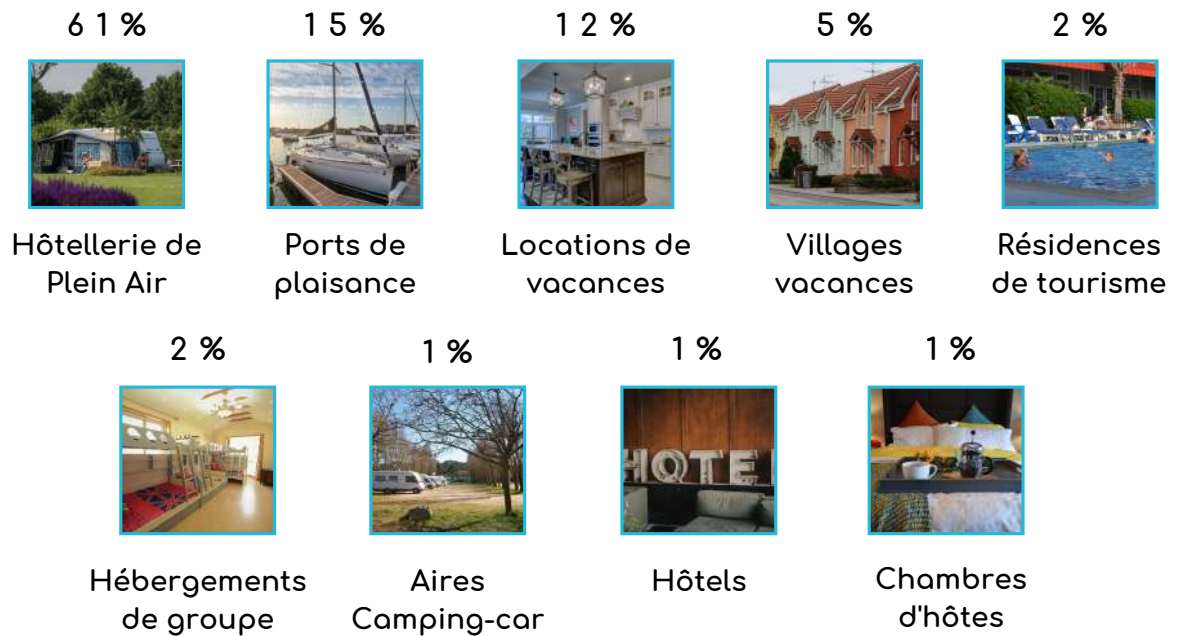 61%
15%
12%
5%
2%
Hôtellerie de
Plein Air
Ports de
plaisance
Locations de
vacances
Villages
vacances
Résidences
de tourisme
2%
1%
1%
1%
HOTE
Hébergements
de groupe
Aires
Camping-car
Hôtels
Chambres
d'hôtes